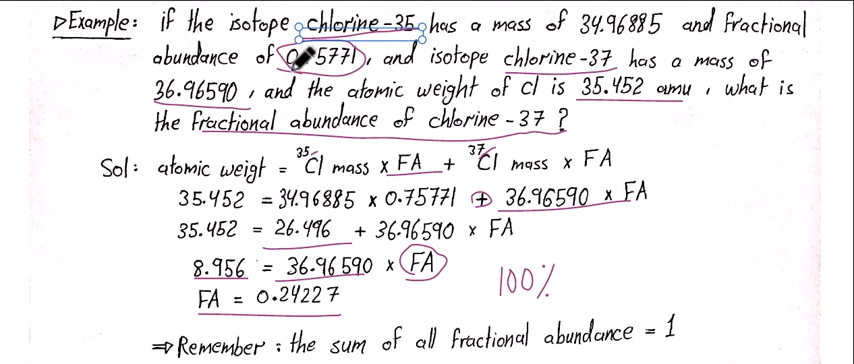 ▷Example: if the isotope chlorine-35 has a mass of 34.96885 and fractional
abundance of 0.75771, and isotope chlorine-37 has a mass of
36.96590, and the atomic weight of Cl is 35.452 amu, what is
the fractional abundance of chlorine-37?
Sol: atomic weigt = ³⁵Cl mass x FA + ³⁷Cl mass x FA
35.452 = 34.96885 x 0.75771 + 36.96590 x FA
35.452 = 26.496 + 36.96590 x FA
8.956 = 36.96590 x FA
100%
FA = 0.24227
⇒ Remember: the sum of all fractional abundance = 1